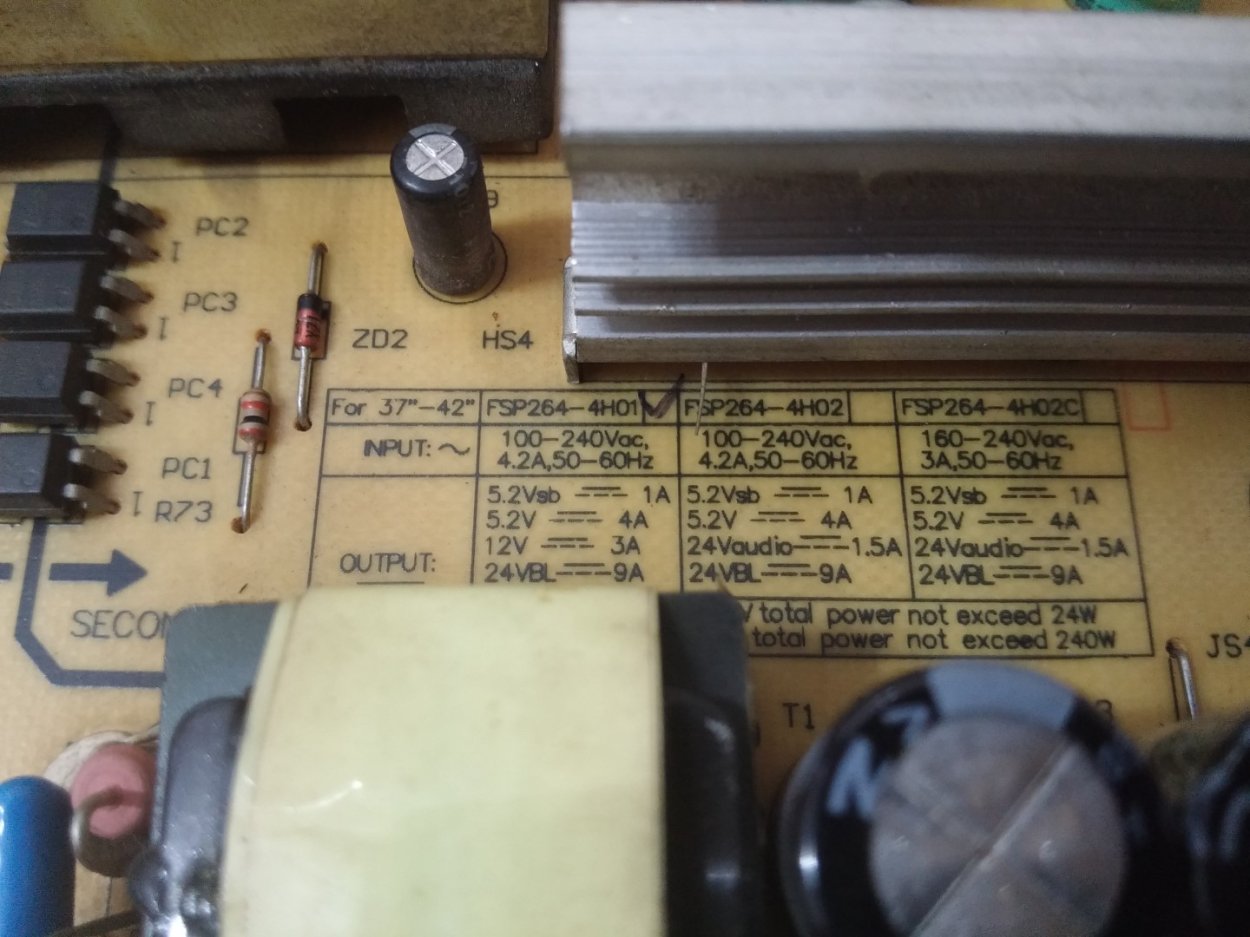 9
PC2
PC3
ZD2
HS4
PC4
PC1
R73
For 37"-42" FSP264-4H01 FSP264-4H02 FSP264-4H02C
INPUT: ~ 100-240Vac, 100-240Vac, 160-240Vac,
4.2A,50-60Hz 4.2A,50-60Hz 3A,50-60Hz
5.2Vsb 1A 5.2Vsb 1A 5.2Vsb 1A
5.2V 4A 5.2V 4A 5.2V 4A
OUTPUT: 12V 3A 24Vaudio 1.5A 24Vaudio 1.5A
24VBL 9A 24VBL 9A 24VBL 9A
V total power not exceed 24W
total power not exceed 240W
SECON
JS4
T1
3